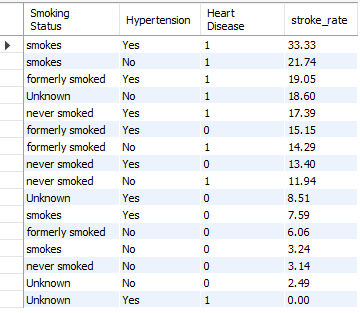 Smoking Status Hypertension Heart Disease stroke_rate
smokes Yes 1 33.33
smokes No 1 21.74
formerly smoked Yes 1 19.05
Unknown No 1 18.60
never smoked Yes 1 17.39
formerly smoked Yes 0 15.15
formerly smoked No 1 14.29
never smoked Yes 0 13.40
never smoked No 1 11.94
Unknown Yes 0 8.51
smokes Yes 0 7.59
formerly smoked No 0 6.06
smokes No 0 3.24
never smoked No 0 3.14
Unknown No 0 2.49
Unknown Yes 1 0.00